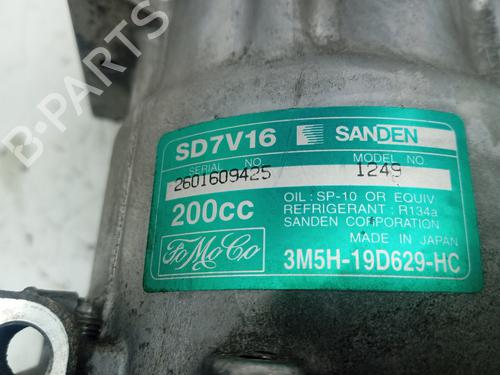 B-PARTS
SD7V16 SANDEN
SERIAL NO. MODEL NO.
2601609425 1249
200cc
OIL : SP-10 OR EQUIV
REFRIGERANT : R134a
SANDEN CORPORATION
MADE IN JAPAN
FoMoCo 3M5H-19D629-HC